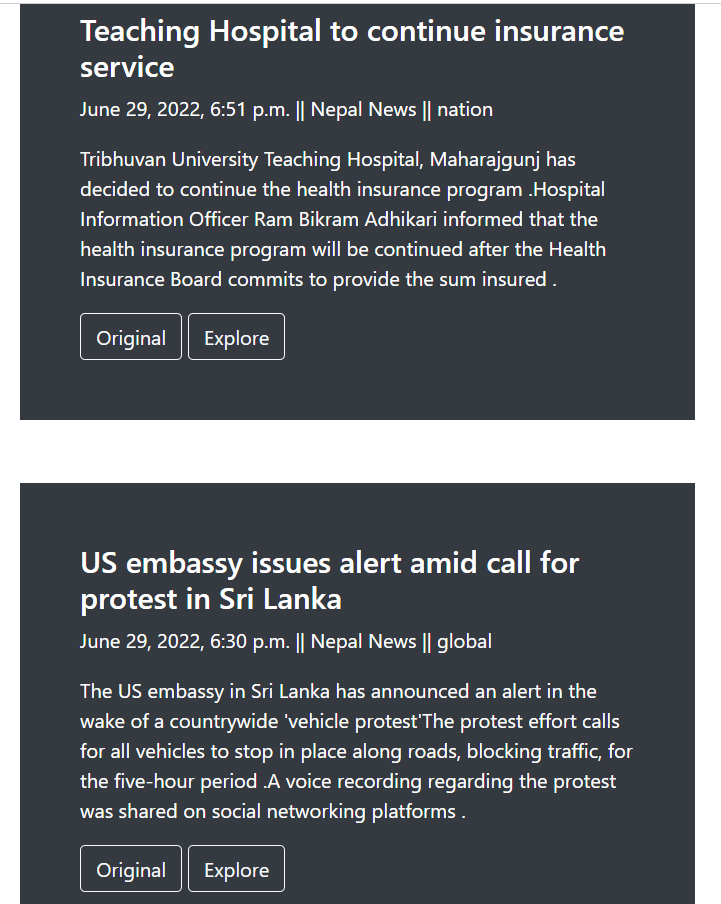 Teaching Hospital to continue insurance
service
June 29, 2022, 6:51 p.m. || Nepal News || nation
Tribhuvan University Teaching Hospital, Maharajgunj has
decided to continue the health insurance program .Hospital
Information Officer Ram Bikram Adhikari informed that the
health insurance program will be continued after the Health
Insurance Board commits to provide the sum insured .
Original Explore
US embassy issues alert amid call for
protest in Sri Lanka
June 29, 2022, 6:30 p.m. || Nepal News || global
The US embassy in Sri Lanka has announced an alert in the
wake of a countrywide 'vehicle protest'The protest effort calls
for all vehicles to stop in place along roads, blocking traffic, for
the five-hour period .A voice recording regarding the protest
was shared on social networking platforms .
Original Explore